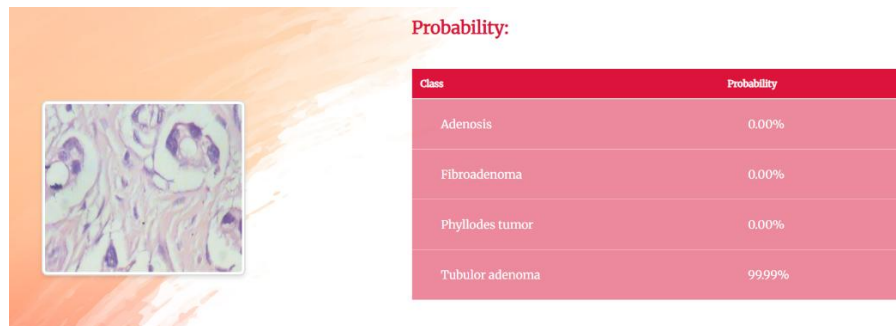 Probability:
Class Probability
Adenosis 0.00%
Fibroadenoma 0.00%
Phyllodes tumor 0.00%
Tubulor adenoma 99.99%